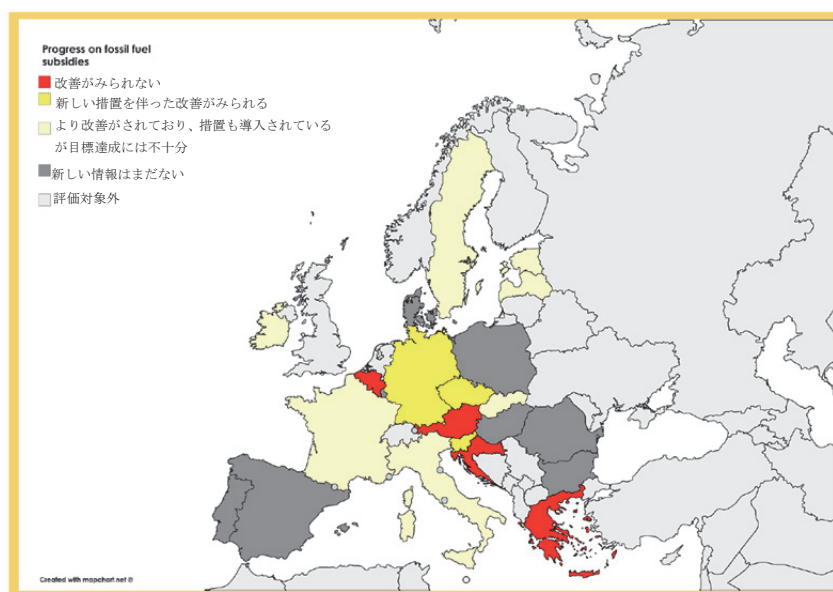 Progress on fossil fuel
subsidies
改善がみられない
新しい措置を伴った改善がみられる
より改善がされており、措置も導入されている
が目標達成には不十分
新しい情報はまだない
評価対象外
Created with mapchart.net ©